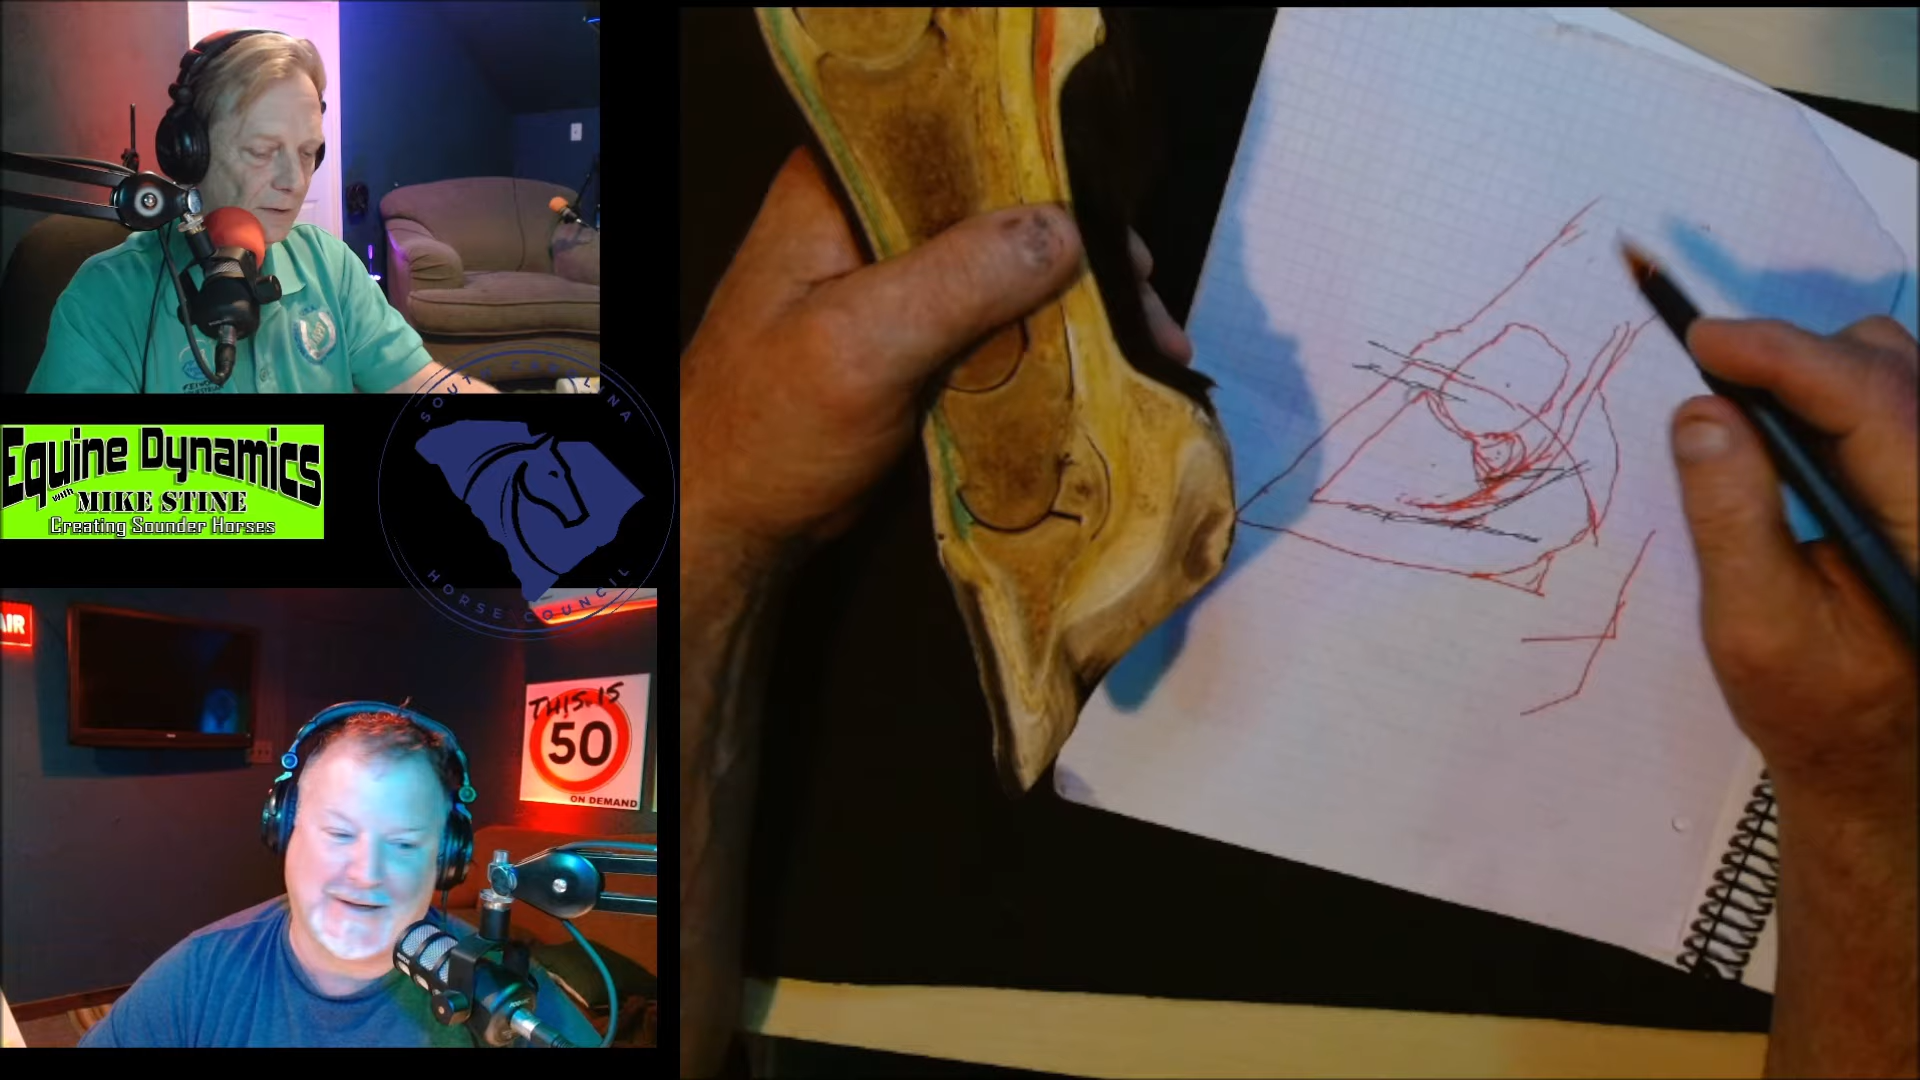 Equine Dynamics
with MIKE STINE
Creating Sounder Horses
SOUTH CAROLINA
HORSE COUNCIL
AIR
THIS IS
50
ON DEMAND